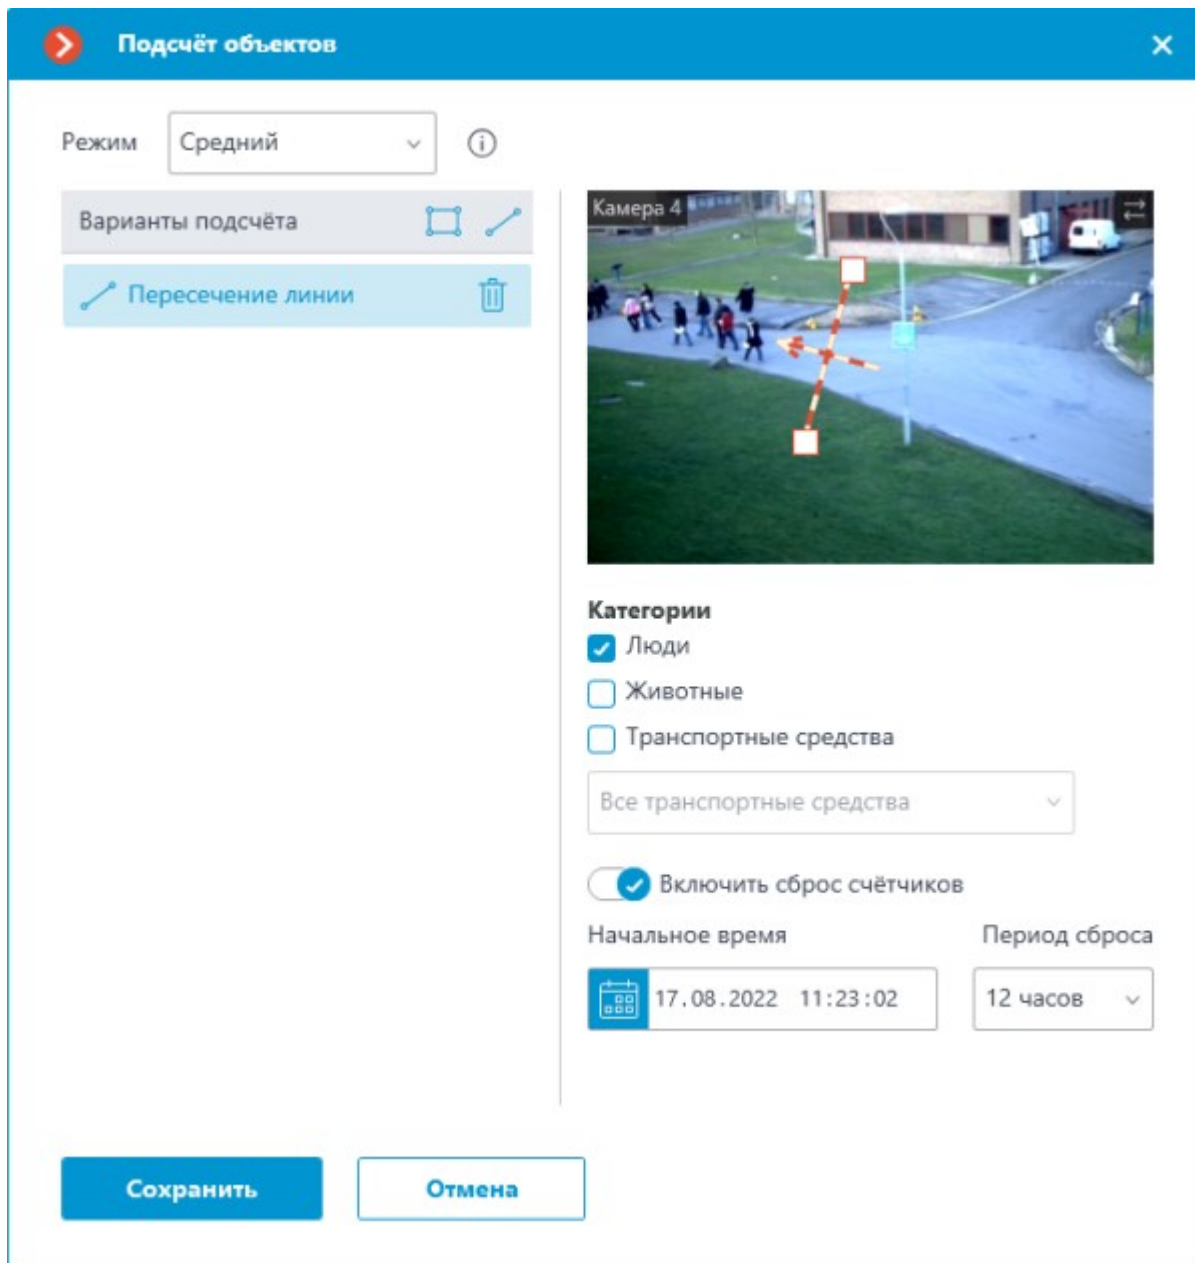 Подсчёт объектов
Режим
Средний
Варианты подсчёта
Пересечение линии
Камера 4
Категории
Люди
Животные
Транспортные средства
Все транспортные средства
Включить сброс счётчиков
Начальное время
Период сброса
17.08.2022 11:23:02
12 часов
Сохранить
Отмена